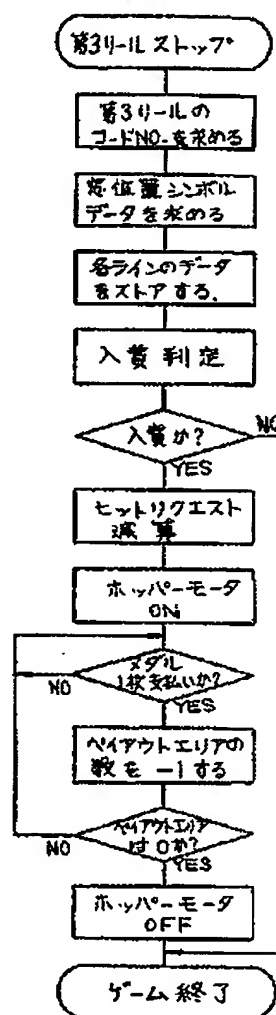 第3リールストップ
第3リールの
コードNO.を求める
窓位置シンボル
データを求める
各ラインのデータ
をストアする.
入賞判定
入賞か?
NO
YES
ヒットリクエスト
減算
ホッパーモータ
ON
メダル
1枚支払いか?
NO
YES
ペイアウトエリアの
数を-1する
ペイアウトエリア
は0か?
NO
YES
ホッパーモータ
OFF
ゲーム終了